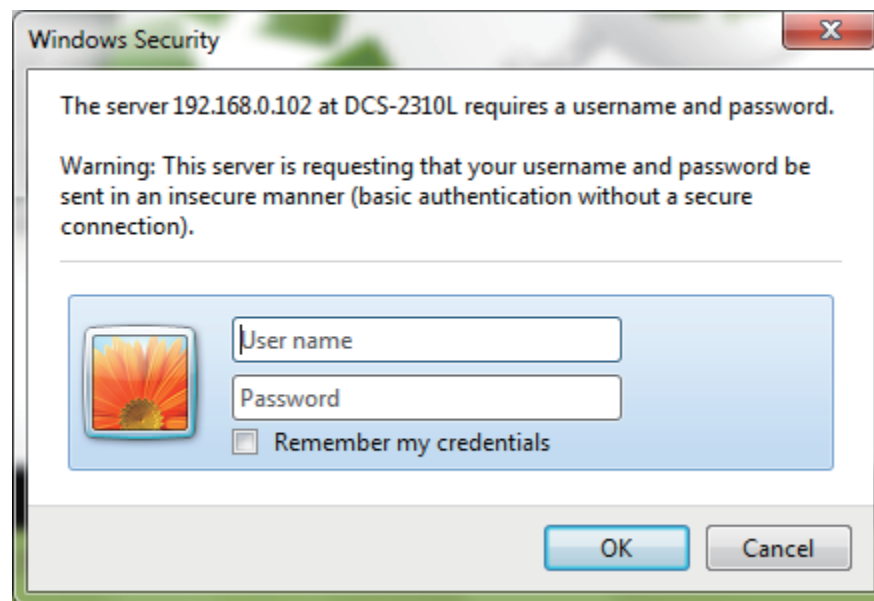 Windows Security
The server 192.168.0.102 at DCS-2310L requires a username and password.
Warning: This server is requesting that your username and password be
sent in an insecure manner (basic authentication without a secure
connection).
User name
Password
Remember my credentials
OK
Cancel